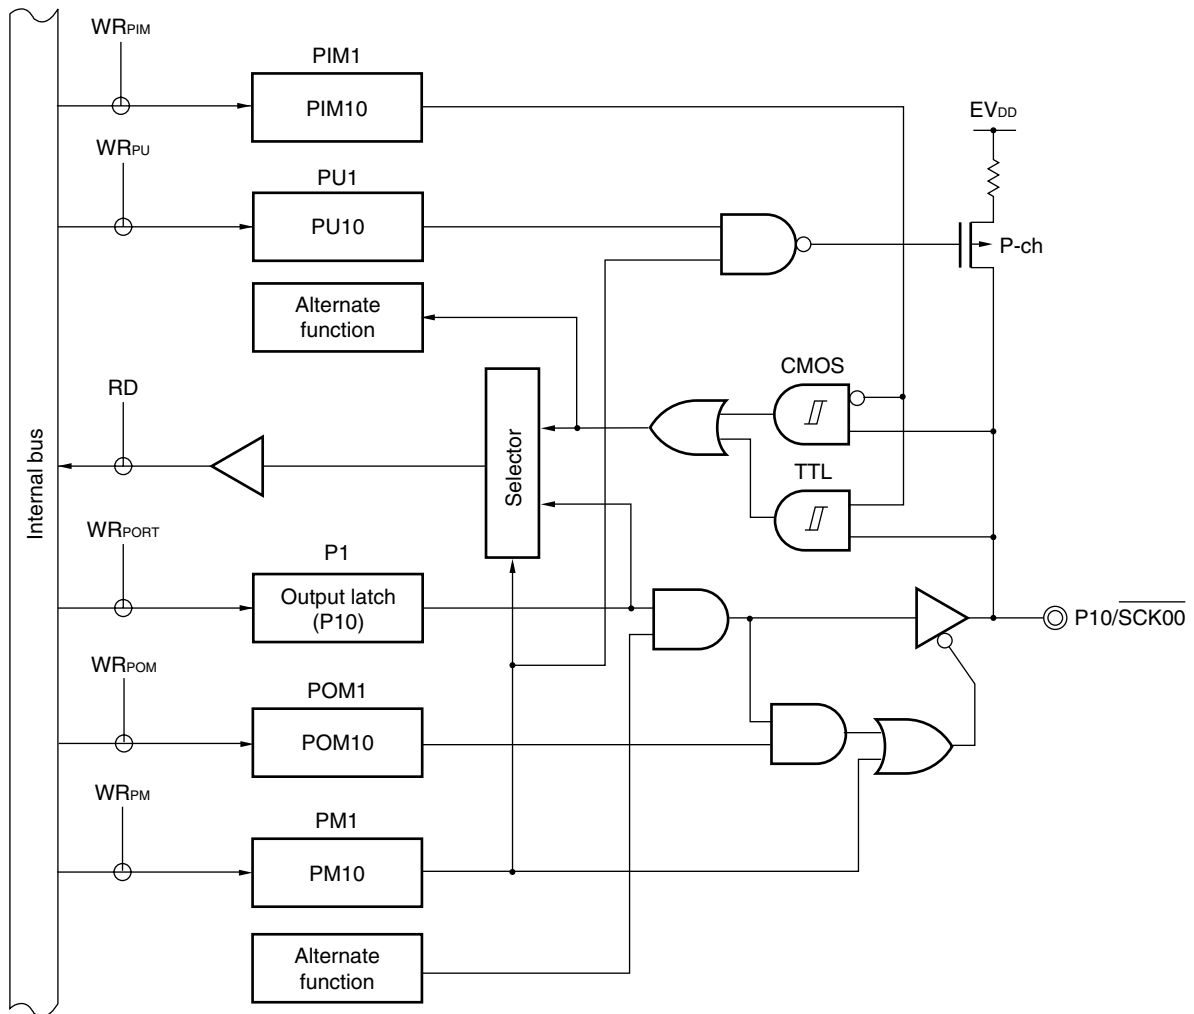 WRPIM
PIM1
PIM10
EVDD
WRPU
PU1
PU10
P-ch
Alternate
function
CMOS
RD
Selector
TTL
Internal bus
WRPORT
P1
Output latch
(P10)
P10/SCK00
WRPOM
POM1
POM10
WRPM
PM1
PM10
Alternate
function